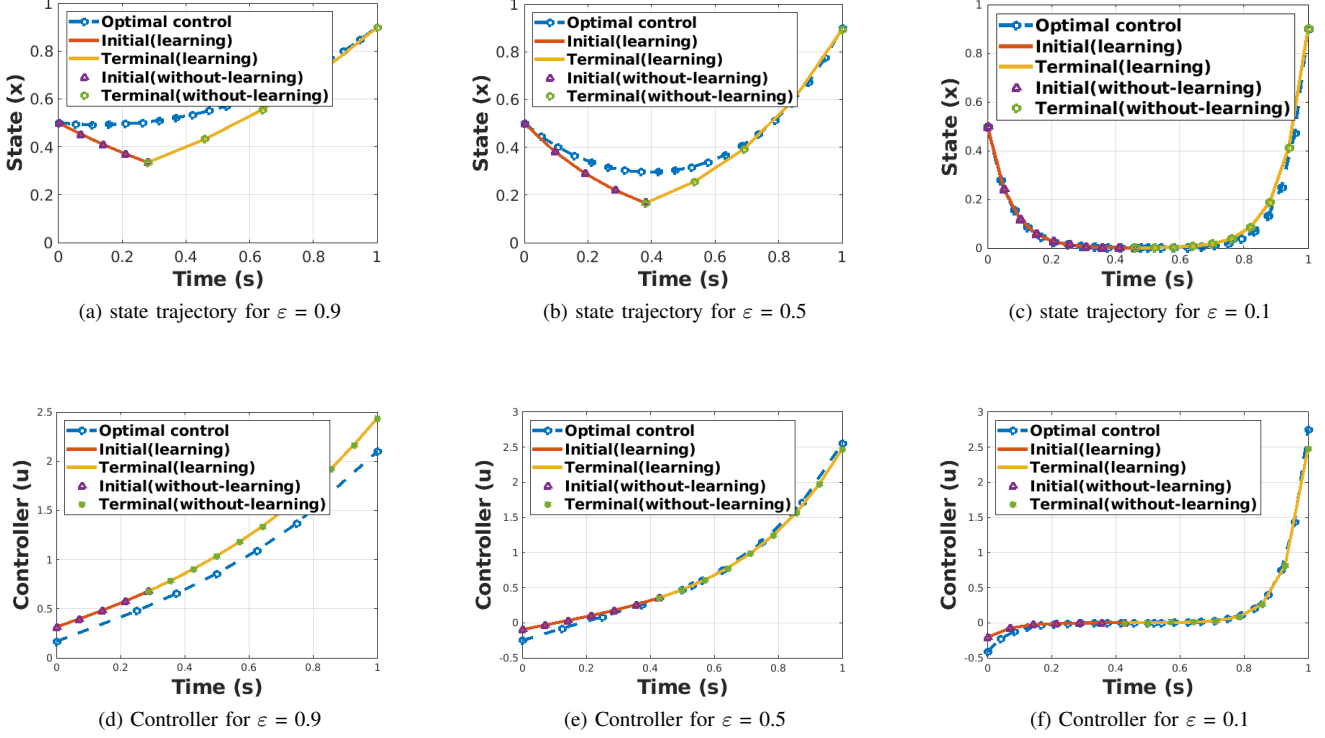 1
0.8
0.6
0.4
0.2
0
0
0.2
0.4
0.6
0.8
1
State (x)
Time (s)
Optimal control
Initial(learning)
Terminal(learning)
Initial(without-learning)
Terminal(without-learning)
(a) state trajectory for ε = 0.9
1
0.8
0.6
0.4
0.2
0
0
0.2
0.4
0.6
0.8
1
State (x)
Time (s)
Optimal control
Initial(learning)
Terminal(learning)
Initial(without-learning)
Terminal(without-learning)
(b) state trajectory for ε = 0.5
1
0.8
0.6
0.4
0.2
0
0
0.2
0.4
0.6
0.8
1
State (x)
Time (s)
Optimal control
Initial(learning)
Terminal(learning)
Initial(without-learning)
Terminal(without-learning)
(c) state trajectory for ε = 0.1
2.5
2
1.5
1
0.5
0
0
0.2
0.4
0.6
0.8
1
Controller (u)
Time (s)
Optimal control
Initial(learning)
Terminal(learning)
Initial(without-learning)
Terminal(without-learning)
(d) Controller for ε = 0.9
3
2.5
2
1.5
1
0.5
0
-0.5
0
0.2
0.4
0.6
0.8
1
Controller (u)
Time (s)
Optimal control
Initial(learning)
Terminal(learning)
Initial(without-learning)
Terminal(without-learning)
(e) Controller for ε = 0.5
3
2.5
2
1.5
1
0.5
0
-0.5
0
0.2
0.4
0.6
0.8
1
Controller (u)
Time (s)
Optimal control
Initial(learning)
Terminal(learning)
Initial(without-learning)
Terminal(without-learning)
(f) Controller for ε = 0.1